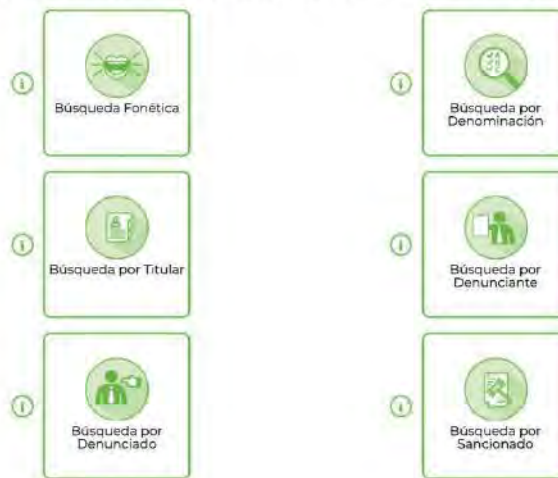 Búsqueda Fonética
Búsqueda por
Denominación
Búsqueda por Titular
Búsqueda por
Denunciante
Búsqueda por
Denunciado
Búsqueda por
Sancionado